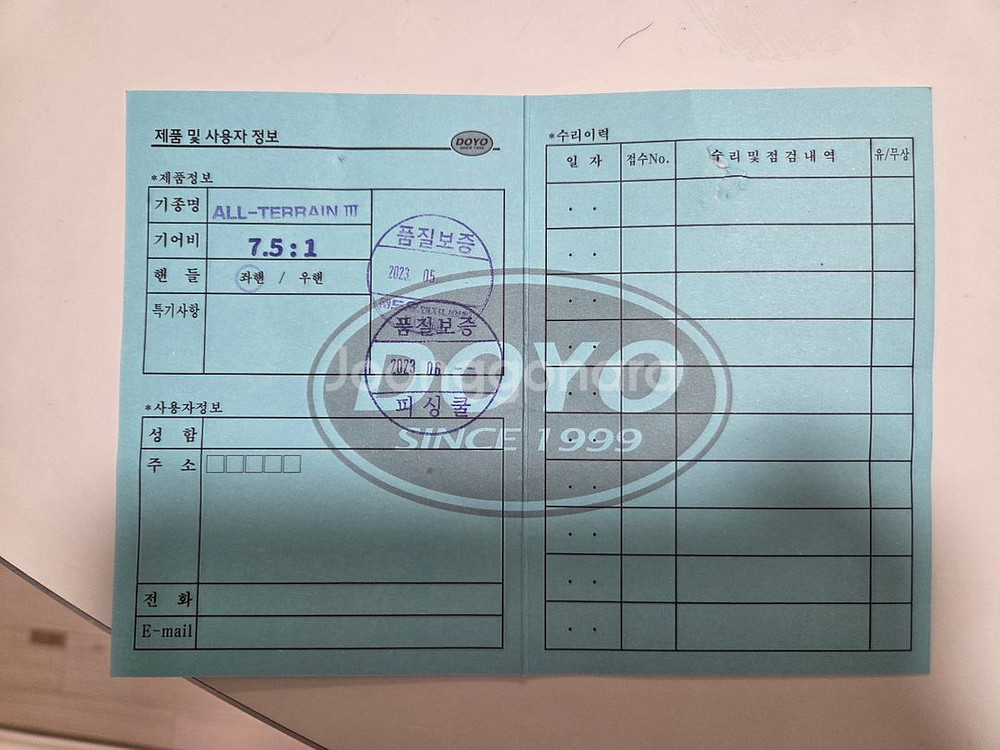 제품 및 사용자 정보
DOYO
SINCE 1999
*제품정보
기종명 ALL-TERRAIN III
기어비 7.5:1
핸 들 좌핸 / 우핸
특기사항
품질보증
2023. 05.
품질보증
2023 06
피싱쿨
*사용자정보
성 함
주 소
전 화
E-mail
*수리이력
일 자 접수No. 수리및점검내역 유/무상
DOYO
SINCE 1999
Joonggonara